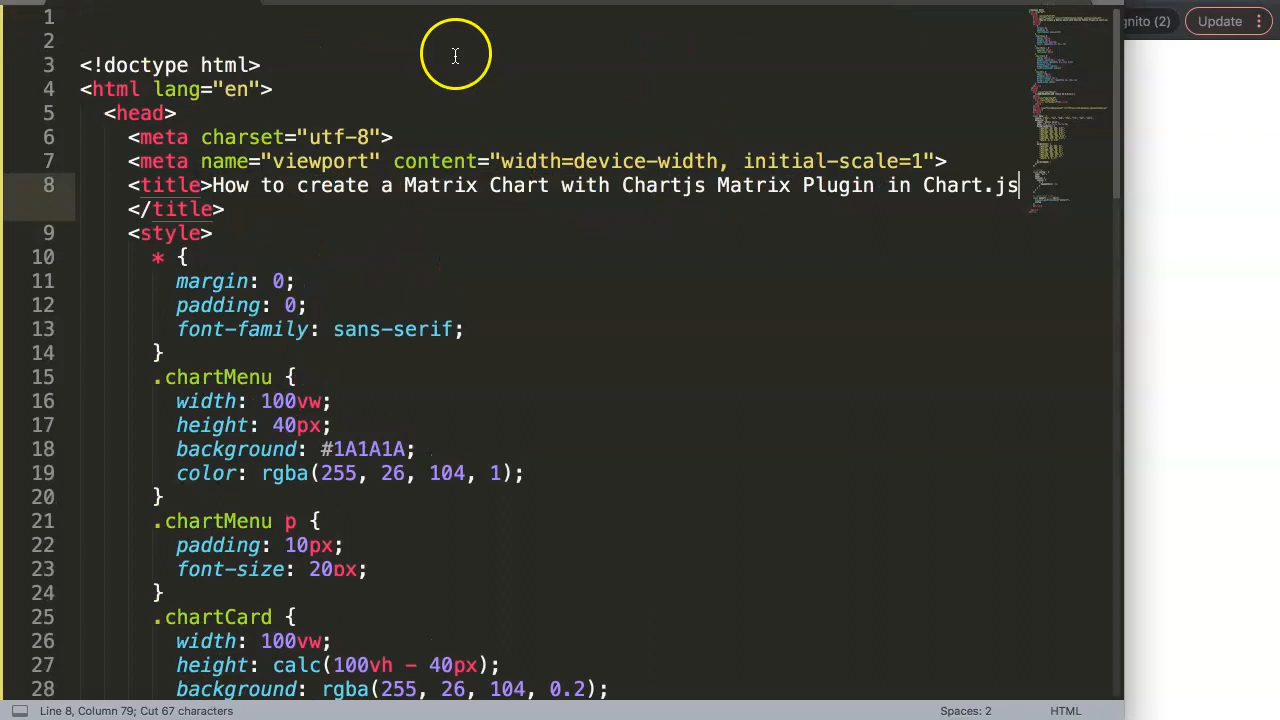 gnito (2)
Update
1
2
3 <!doctype html>
4 <html lang="en">
5 <head>
6 <meta charset="utf-8">
7 <meta name="viewport" content="width=device-width, initial-scale=1">
8 <title>How to create a Matrix Chart with Chartjs Matrix Plugin in Chart.js
</title>
9 <style>
10 * {
11 margin: 0;
12 padding: 0;
13 font-family: sans-serif;
14 }
15 .chartMenu {
16 width: 100vw;
17 height: 40px;
18 background: #1A1A1A;
19 color: rgba(255, 26, 104, 1);
20 }
21 .chartMenu p {
22 padding: 10px;
23 font-size: 20px;
24 }
25 .chartCard {
26 width: 100vw;
27 height: calc(100vh - 40px);
28 background: rgba(255, 26, 104, 0.2);
Line 8, Column 79; Cut 67 characters
Spaces: 2
HTML